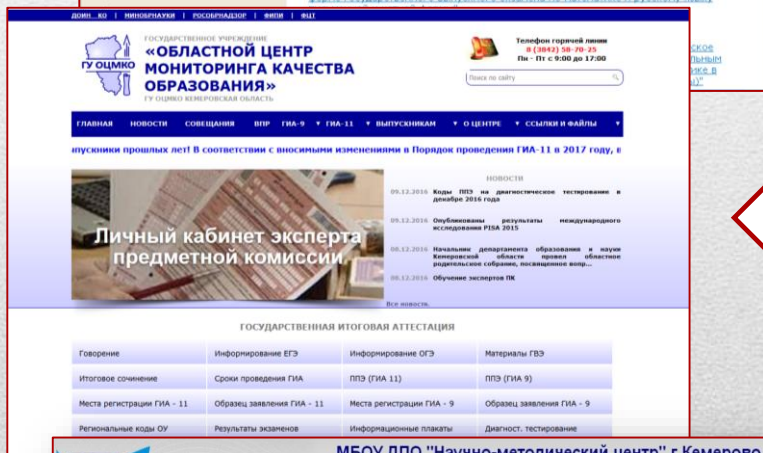 ДОИН КО | МИНОБРНАУКИ | РОСОБРНАДЗОР | ФИПИ | ФЦТ
ГОСУДАРСТВЕННОЕ УЧРЕЖДЕНИЕ
«ОБЛАСТНОЙ ЦЕНТР
МОНИТОРИНГА КАЧЕСТВА
ОБРАЗОВАНИЯ»
ГУ ОЦМКО КЕМЕРОВСКАЯ ОБЛАСТЬ
ГУ ОЦМКО
Телефон горячей линии
8 (3842) 58-70-25
Пн - Пт с 9:00 до 17:00
Поиск по сайту
ГЛАВНАЯ НОВОСТИ СОВЕЩАНИЯ ВПР ГИА-9 ГИА-11 ВЫПУСКНИКАМ О ЦЕНТРЕ ССЫЛКИ И ФАЙЛЫ
ыпускники прошлых лет! В соответствии с вносимыми изменениями в Порядок проведения ГИА-11 в 2017 году, в
Личный кабинет эксперта
предметной комиссии
НОВОСТИ
09.12.2016 Коды ППЭ на диагностическое тестирование в
декабре 2016 года
09.12.2016 Опубликованы результаты международного
исследования PISA 2015
08.12.2016 Начальник департамента образования и науки
Кемеровской области провел областное
родительское собрание, посвященное вопр...
08.12.2016 Обучение экспертов ПК
Все новости.
ГОСУДАРСТВЕННАЯ ИТОГОВАЯ АТТЕСТАЦИЯ
Говорение Информирование ЕГЭ Информирование ОГЭ Материалы ГВЭ
Итоговое сочинение Сроки проведения ГИА ППЭ (ГИА 11) ППЭ (ГИА 9)
Места регистрации ГИА - 11 Образец заявления ГИА - 11 Места регистрации ГИА - 9 Образец заявления ГИА - 9
Региональные коды ОУ Результаты экзаменов Информационные плакаты Диагност. тестирование
МБОУ ДПО "Научно-методический центр" г.Кемерово